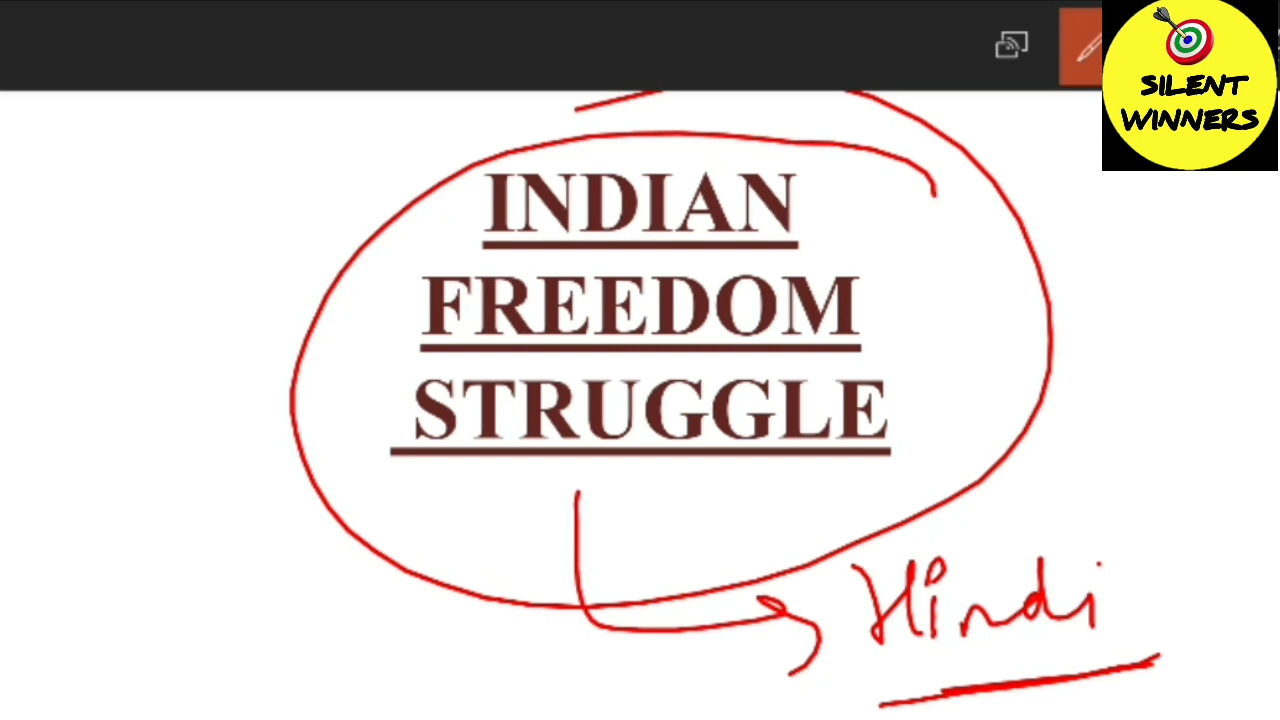 SILENT
WINNERS
INDIAN
FREEDOM
STRUGGLE
Hindi